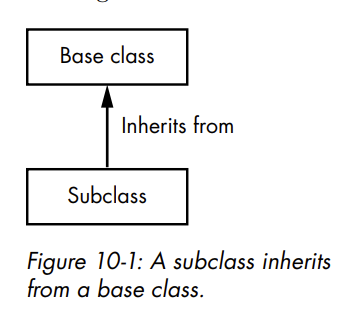 Base class
Inherits from
Subclass
Figure 10-1: A subclass inherits
from a base class.